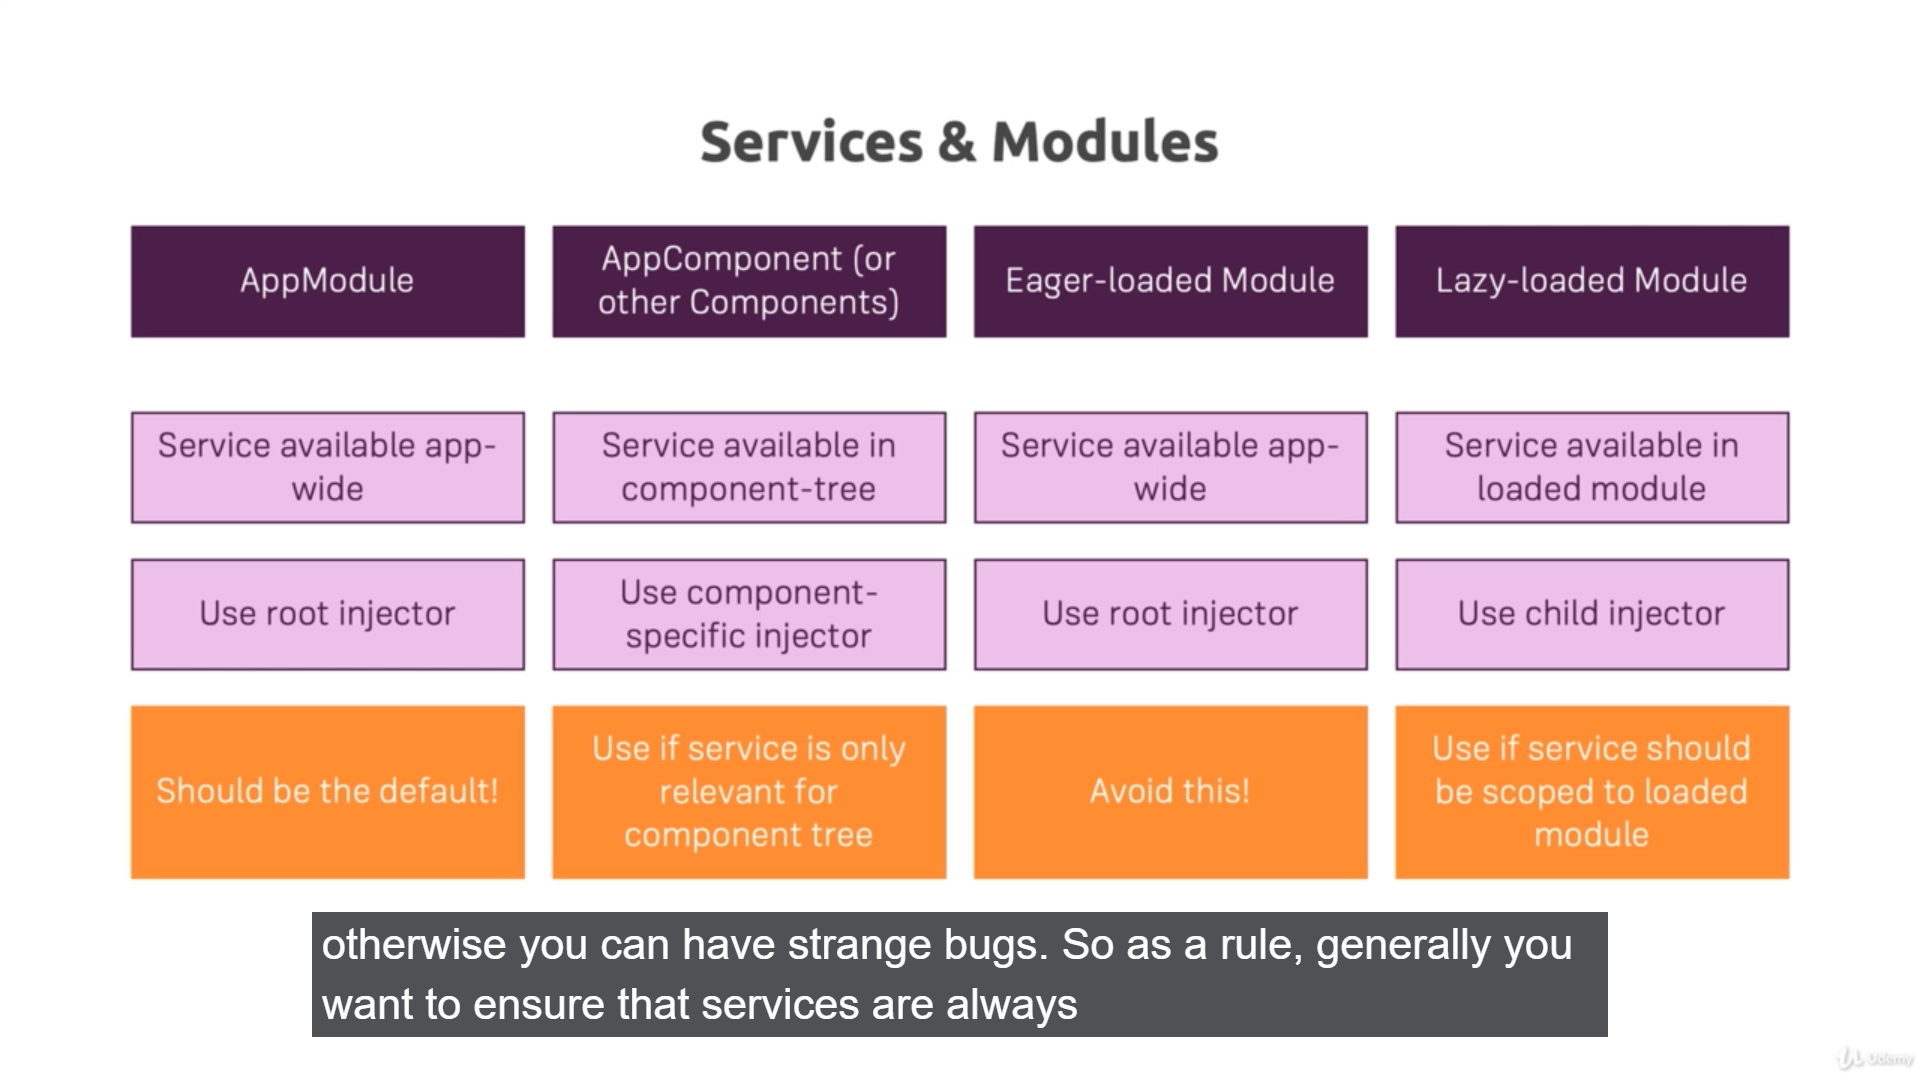 Services & Modules
AppModule
AppComponent (or
other Components)
Eager-loaded Module
Lazy-loaded Module
Service available app-
wide
Service available in
component-tree
Service available app-
wide
Service available in
loaded module
Use root injector
Use component-
specific injector
Use root injector
Use child injector
Should be the default!
Use if service is only
relevant for
component tree
Avoid this!
Use if service should
be scoped to loaded
module
otherwise you can have strange bugs. So as a rule, generally you
want to ensure that services are always
Udemy